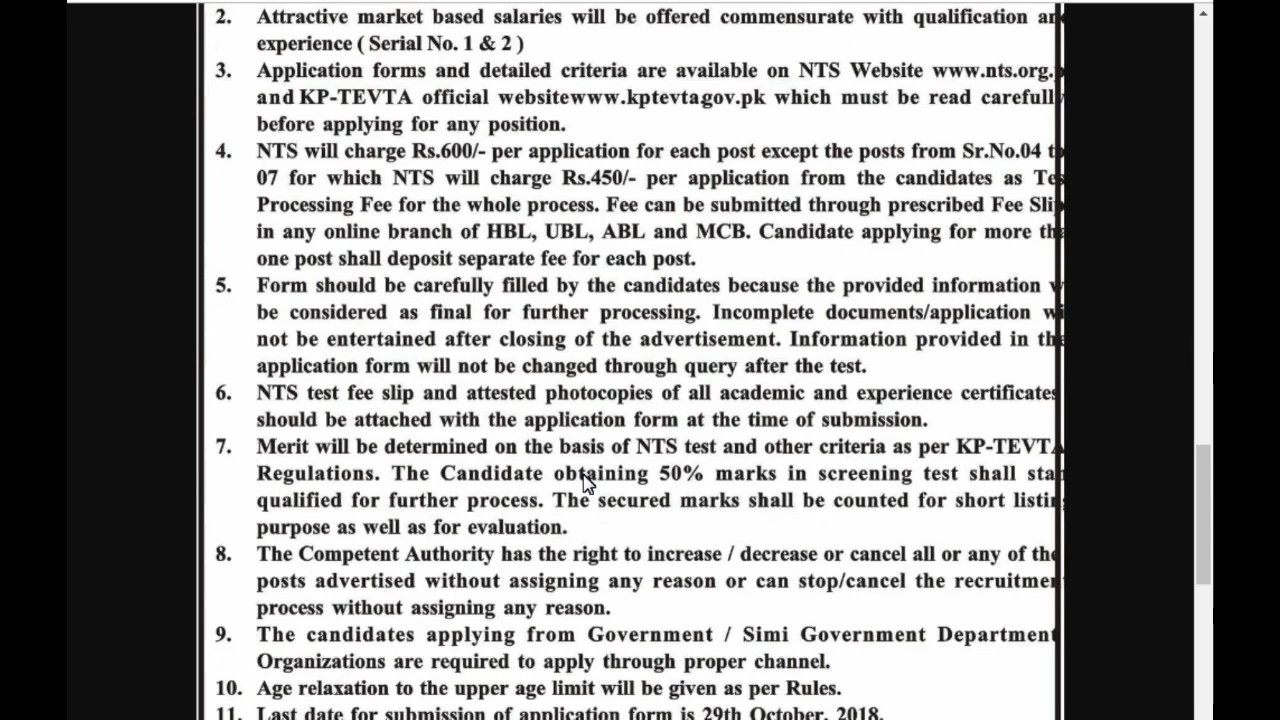 2. Attractive market based salaries will be offered commensurate with qualification an
experience ( Serial No. 1 & 2 )
3. Application forms and detailed criteria are available on NTS Website www.nts.org.
and KP-TEVTA official websitewww.kptevtagov.pk which must be read carefull
before applying for any position.
4. NTS will charge Rs.600/- per application for each post except the posts from Sr.No.04 t
07 for which NTS will charge Rs.450/- per application from the candidates as Tes
Processing Fee for the whole process. Fee can be submitted through prescribed Fee Slip
in any online branch of HBL, UBL, ABL and MCB. Candidate applying for more tha
one post shall deposit separate fee for each post.
5. Form should be carefully filled by the candidates because the provided information w
be considered as final for further processing. Incomplete documents/application wi
not be entertained after closing of the advertisement. Information provided in the
application form will not be changed through query after the test.
6. NTS test fee slip and attested photocopies of all academic and experience certificates
should be attached with the application form at the time of submission.
7. Merit will be determined on the basis of NTS test and other criteria as per KP-TEVTA
Regulations. The Candidate obtaining 50% marks in screening test shall stan
qualified for further process. The secured marks shall be counted for short listing
purpose as well as for evaluation.
8. The Competent Authority has the right to increase / decrease or cancel all or any of the
posts advertised without assigning any reason or can stop/cancel the recruitmen
process without assigning any reason.
9. The candidates applying from Government / Simi Government Department
Organizations are required to apply through proper channel.
10. Age relaxation to the upper age limit will be given as per Rules.
11. Last date for submission of application form is 29th October, 2018.